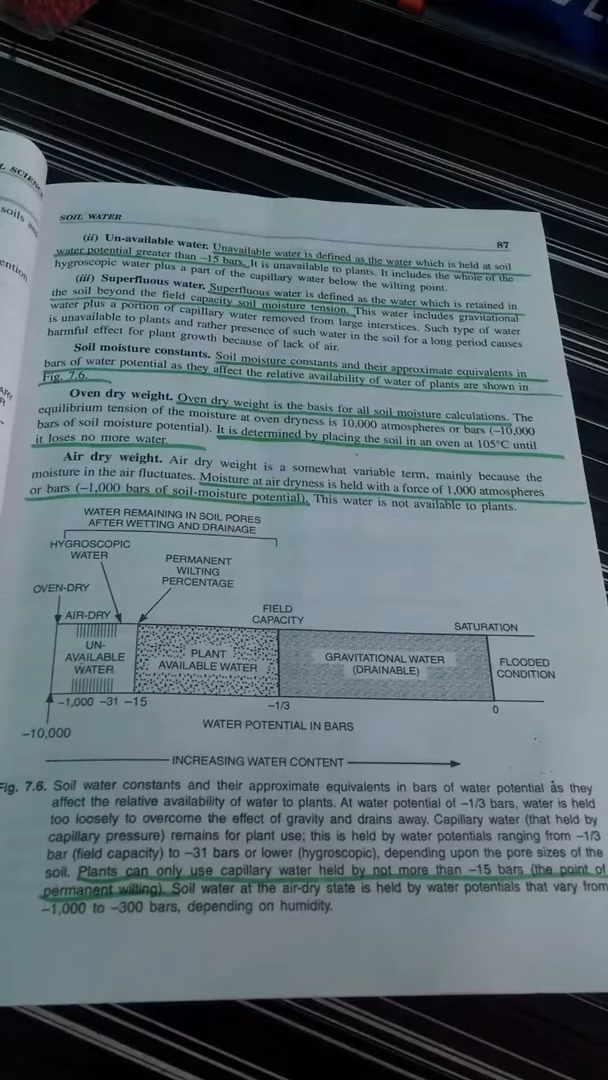 L SCIEN
soils an
ention
SOIL WATER
87
(ii) Un-available water. Unavailable water is defined as the water which is held at soil
water potential greater than –15 bars. It is unavailable to plants. It includes the whole of the
hygroscopic water plus a part of the capillary water below the wilting point.
(iii) Superfluous water. Superfluous water is defined as the water which is retained in
the soil beyond the field capacity soil moisture tension. This water includes gravitational
water plus a portion of capillary water removed from large interstices. Such type of water
is unavailable to plants and rather presence of such water in the soil for a long period causes
harmful effect for plant growth because of lack of air.
Soil moisture constants. Soil moisture constants and their approximate equivalents in
bars of water potential as they affect the relative availability of water of plants are shown in
Fig. 7.6.
Oven dry weight. Oven dry weight is the basis for all soil moisture calculations. The
equilibrium tension of the moisture at oven dryness is 10,000 atmospheres or bars (–10,000
bars of soil moisture potential). It is determined by placing the soil in an oven at 105°C until
it loses no more water.
Air dry weight. Air dry weight is a somewhat variable term, mainly because the
moisture in the air fluctuates. Moisture at air dryness is held with a force of 1,000 atmospheres
or bars (–1,000 bars of soil-moisture potential). This water is not available to plants.
WATER REMAINING IN SOIL PORES
AFTER WETTING AND DRAINAGE
HYGROSCOPIC
WATER
PERMANENT
WILTING
PERCENTAGE
OVEN-DRY
AIR-DRY
FIELD
CAPACITY
SATURATION
UN-
AVAILABLE
WATER
PLANT
AVAILABLE WATER
GRAVITATIONAL WATER
(DRAINABLE)
FLOODED
CONDITION
–1,000 –31 –15
–1/3
0
–10,000
WATER POTENTIAL IN BARS
INCREASING WATER CONTENT
Fig. 7.6. Soil water constants and their approximate equivalents in bars of water potential as they
affect the relative availability of water to plants. At water potential of –1/3 bars, water is held
too loosely to overcome the effect of gravity and drains away. Capillary water (that held by
capillary pressure) remains for plant use; this is held by water potentials ranging from –1/3
bar (field capacity) to –31 bars or lower (hygroscopic), depending upon the pore sizes of the
soil. Plants can only use capillary water held by not more than –15 bars (the point of
permanent wilting). Soil water at the air-dry state is held by water potentials that vary from
–1,000 to –300 bars, depending on humidity.